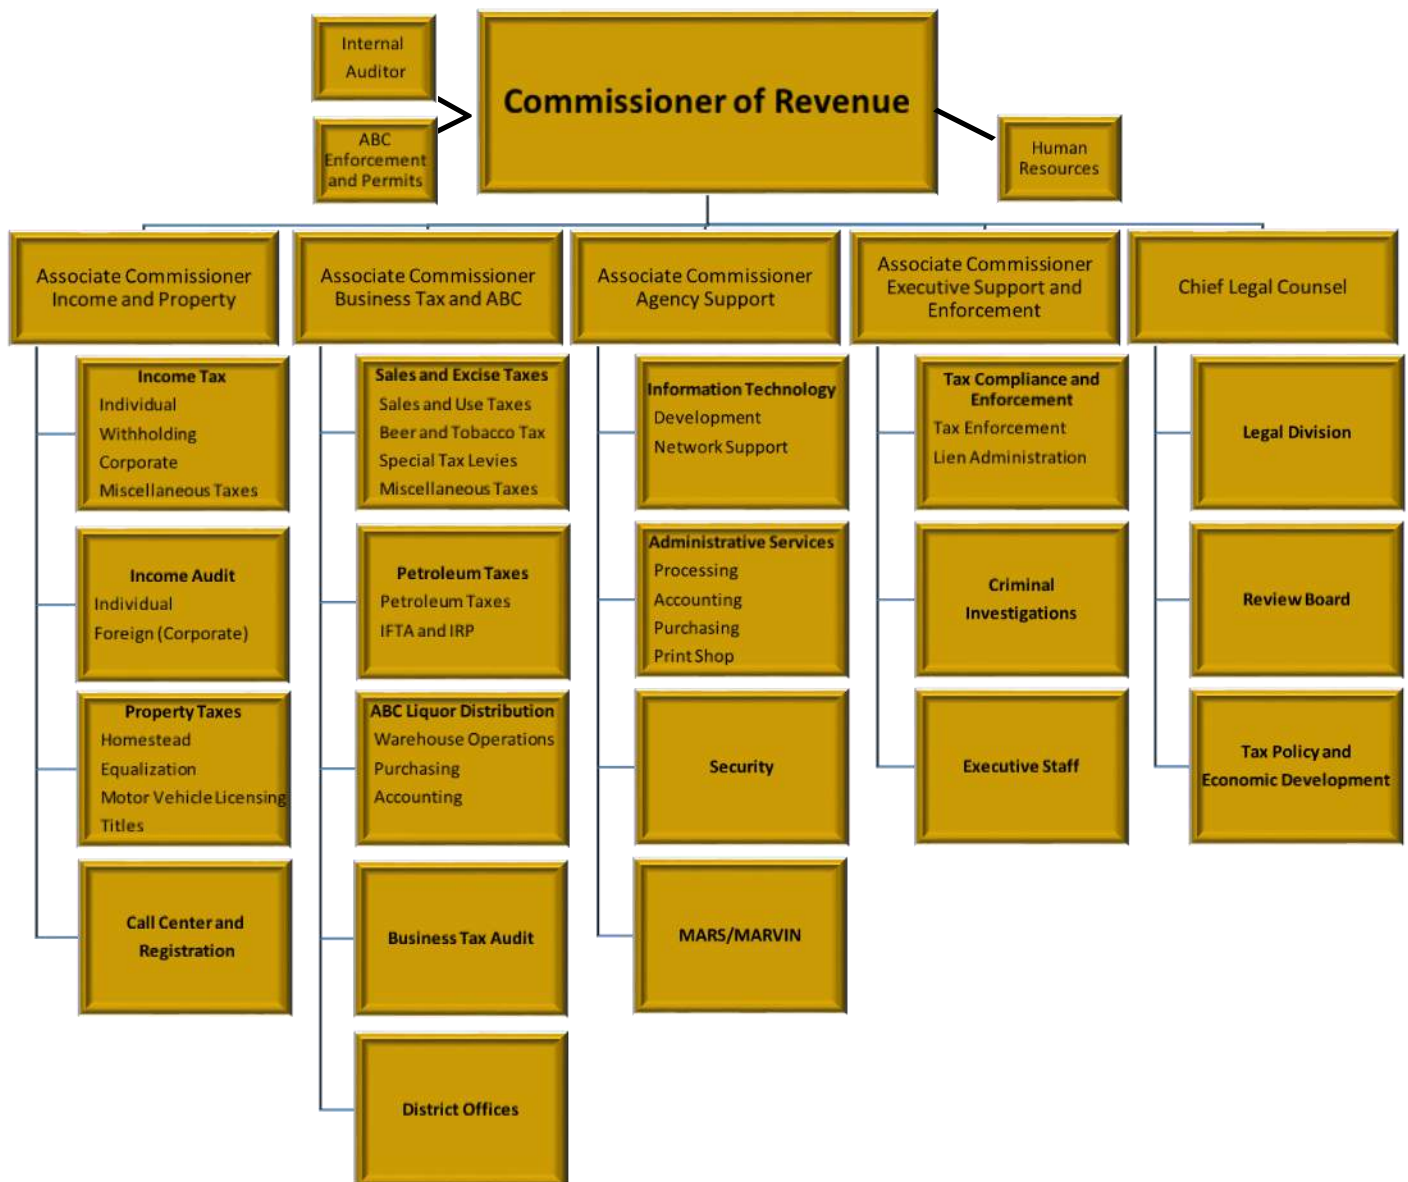 Internal
Auditor
Commissioner of Revenue
ABC
Enforcement
and Permits
Human
Resources
Associate Commissioner
Income and Property
Associate Commissioner
Business Tax and ABC
Associate Commissioner
Agency Support
Associate Commissioner
Executive Support and
Enforcement
Chief Legal Counsel
Income Tax
Individual
Withholding
Corporate
Miscellaneous Taxes
Income Audit
Individual
Foreign (Corporate)
Property Taxes
Homestead
Equalization
Motor Vehicle Licensing
Titles
Call Center and
Registration
Sales and Excise Taxes
Sales and Use Taxes
Beer and Tobacco Tax
Special Tax Levies
Miscellaneous Taxes
Petroleum Taxes
Petroleum Taxes
IFTA and IRP
ABC Liquor Distribution
Warehouse Operations
Purchasing
Accounting
Business Tax Audit
District Offices
Information Technology
Development
Network Support
Administrative Services
Processing
Accounting
Purchasing
Print Shop
Security
MARS/MARVIN
Tax Compliance and
Enforcement
Tax Enforcement
Lien Administration
Criminal
Investigations
Executive Staff
Legal Division
Review Board
Tax Policy and
Economic Development